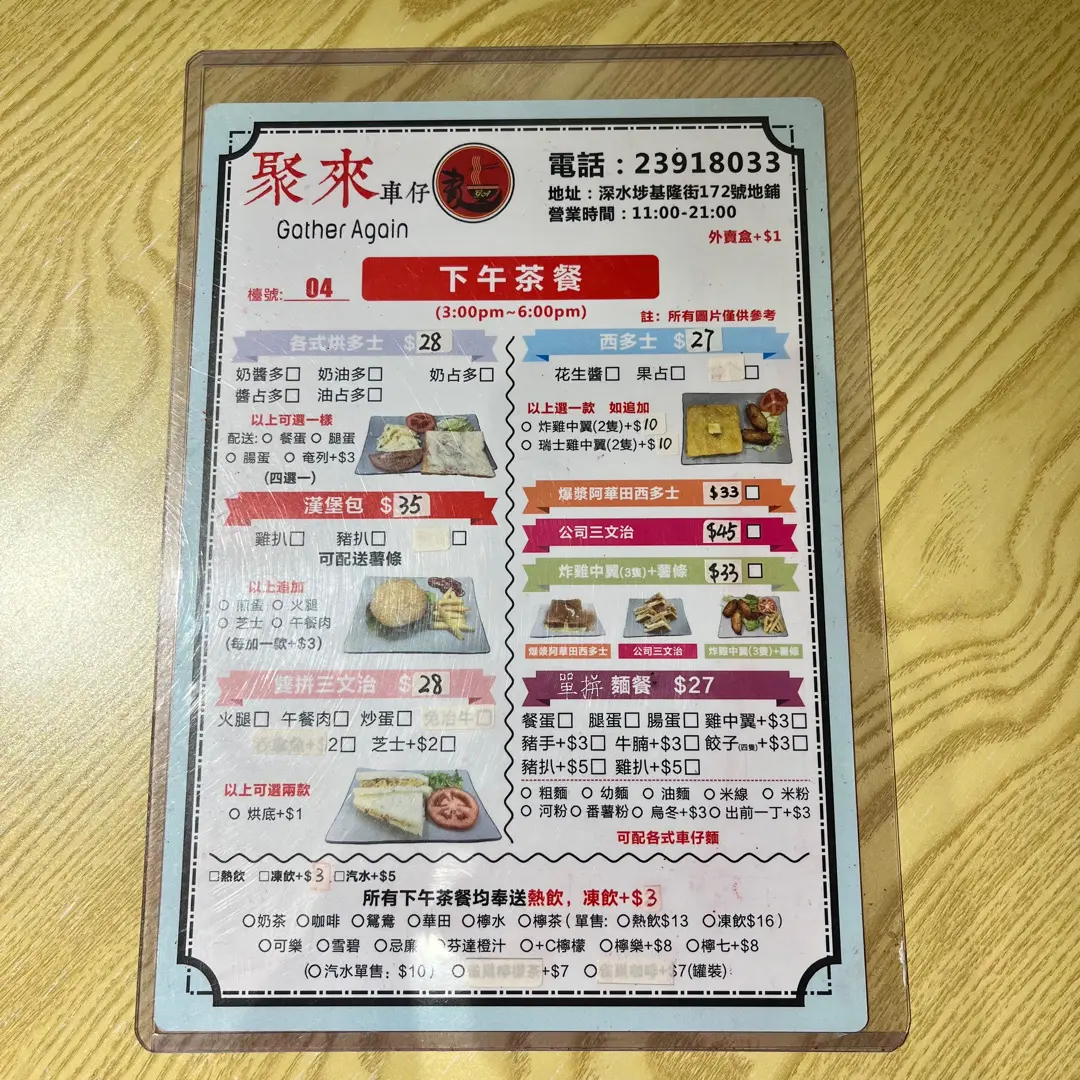 聚來車仔麵
Gather Again
電話：23918033
地址：深水埗基隆街172號地鋪
營業時間：11:00-21:00
外賣盒+$1
檯號: 04
下午茶餐
(3:00pm~6:00pm)
註：所有圖片僅供參考
各式烘多士 $28
奶醬多□ 奶油多□ 奶占多□
醬占多□ 油占多□
以上可選一樣
配送: ○ 餐蛋 ○ 腿蛋
○ 腸蛋 ○ 奄列+$3
(四選一)
漢堡包 $35
雞扒□ 豬扒□ □
可配送薯條
以上追加
○ 煎蛋 ○ 火腿
○ 芝士 ○ 午餐肉
(每加一款+$3)
雙拼三文治 $28
火腿□ 午餐肉□ 炒蛋□ 免治牛□
2□ 芝士+$2□
以上可選兩款
○ 烘底+$1
西多士 $27
花生醬□ 果占□ □
以上選一款 如追加
○ 炸雞中翼(2隻)+$10
○ 瑞士雞中翼(2隻)+$10
爆漿阿華田西多士 $33 □
公司三文治 $45 □
炸雞中翼(3隻)+薯條 $33 □
爆漿阿華田西多士 公司三文治 炸雞中翼(3隻)+薯條
單拼 麵餐 $27
餐蛋□ 腿蛋□ 腸蛋□ 雞中翼+$3□
豬手+$3□ 牛腩+$3□ 餃子(四隻)+$3□
豬扒+$5□ 雞扒+$5□
○ 粗麵 ○ 幼麵 ○ 油麵 ○ 米線 ○ 米粉
○ 河粉 ○ 番薯粉 ○ 烏冬+$3 ○ 出前一丁+$3
可配各式車仔麵
□熱飲 □凍飲+$3 □汽水+$5
所有下午茶餐均奉送熱飲，凍飲+$3
○奶茶 ○咖啡 ○鴛鴦 ○華田 ○檸水 ○檸茶 ( 單售: ○熱飲$13 ○凍飲$16 )
○可樂 ○雪碧 ○忌廉 ○芬達橙汁 ○+C檸檬 ○檸樂+$8 ○檸七+$8
(○汽水單售：$10 ) ○ +$7 ○ +$7(罐裝)